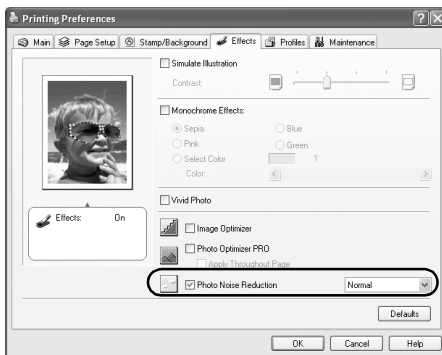 Printing Preferences
Main Page Setup Stamp/Background Effects Profiles Maintenance
Simulate Illustration
Contrast:
Monochrome Effects:
Sepia Blue
Pink Green
Select Color 1
Color:
Vivid Photo
Effects: On
Image Optimizer
Photo Optimizer PRO
Apply Throughout Page
Photo Noise Reduction Normal
Defaults
OK Cancel Help